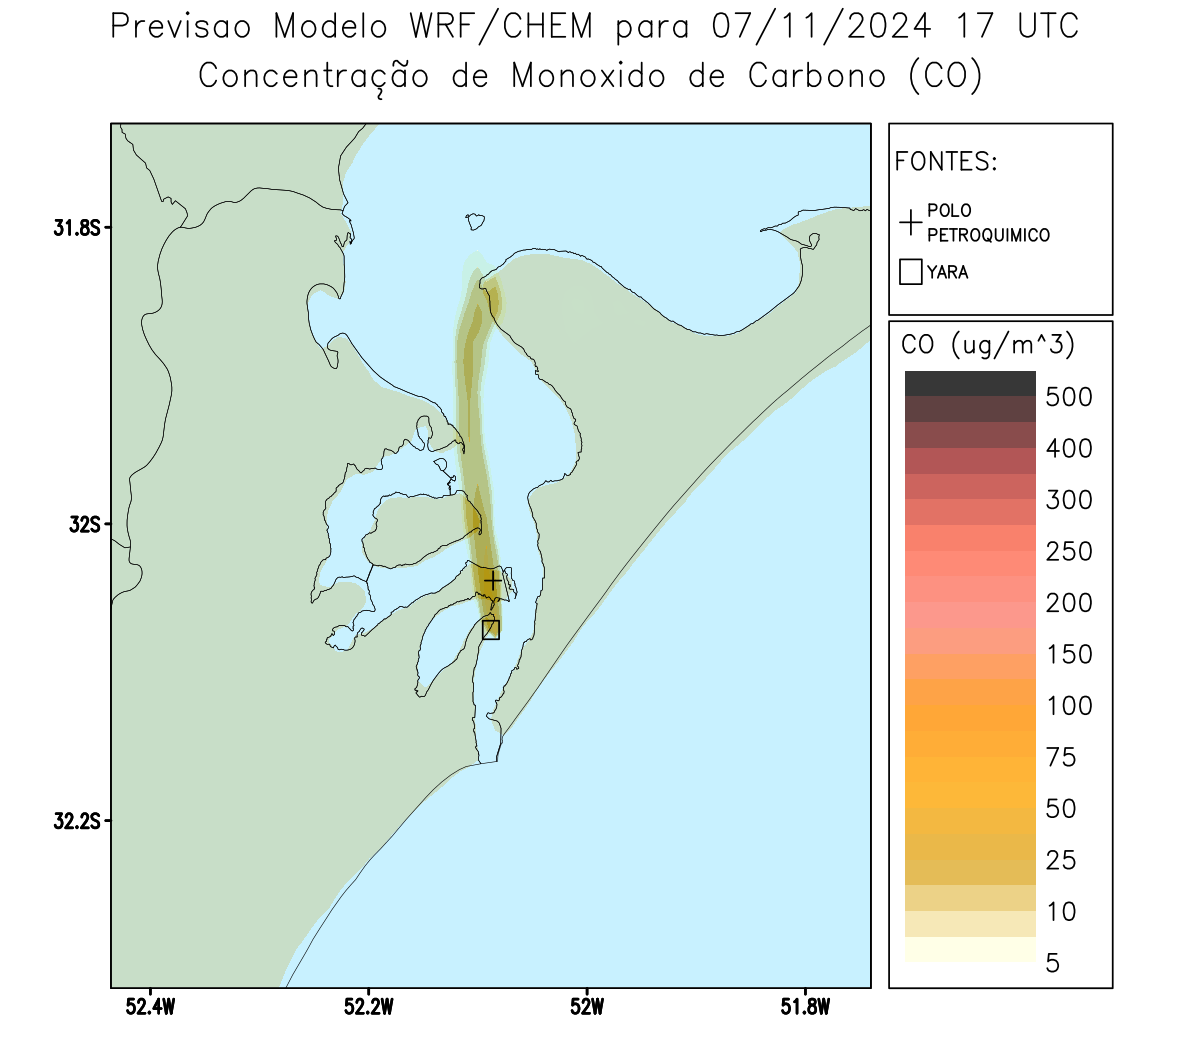 Previsao Modelo WRF/CHEM para 07/11/2024 17 UTC
Concentração de Monoxido de Carbono (CO)
FONTES:
POLO
PETROQUIMICO
YARA
CO (ug/m^3)
500
400
300
250
200
150
100
75
50
25
10
5
31.8S
32S
32.2S
52.4W
52.2W
52W
51.8W